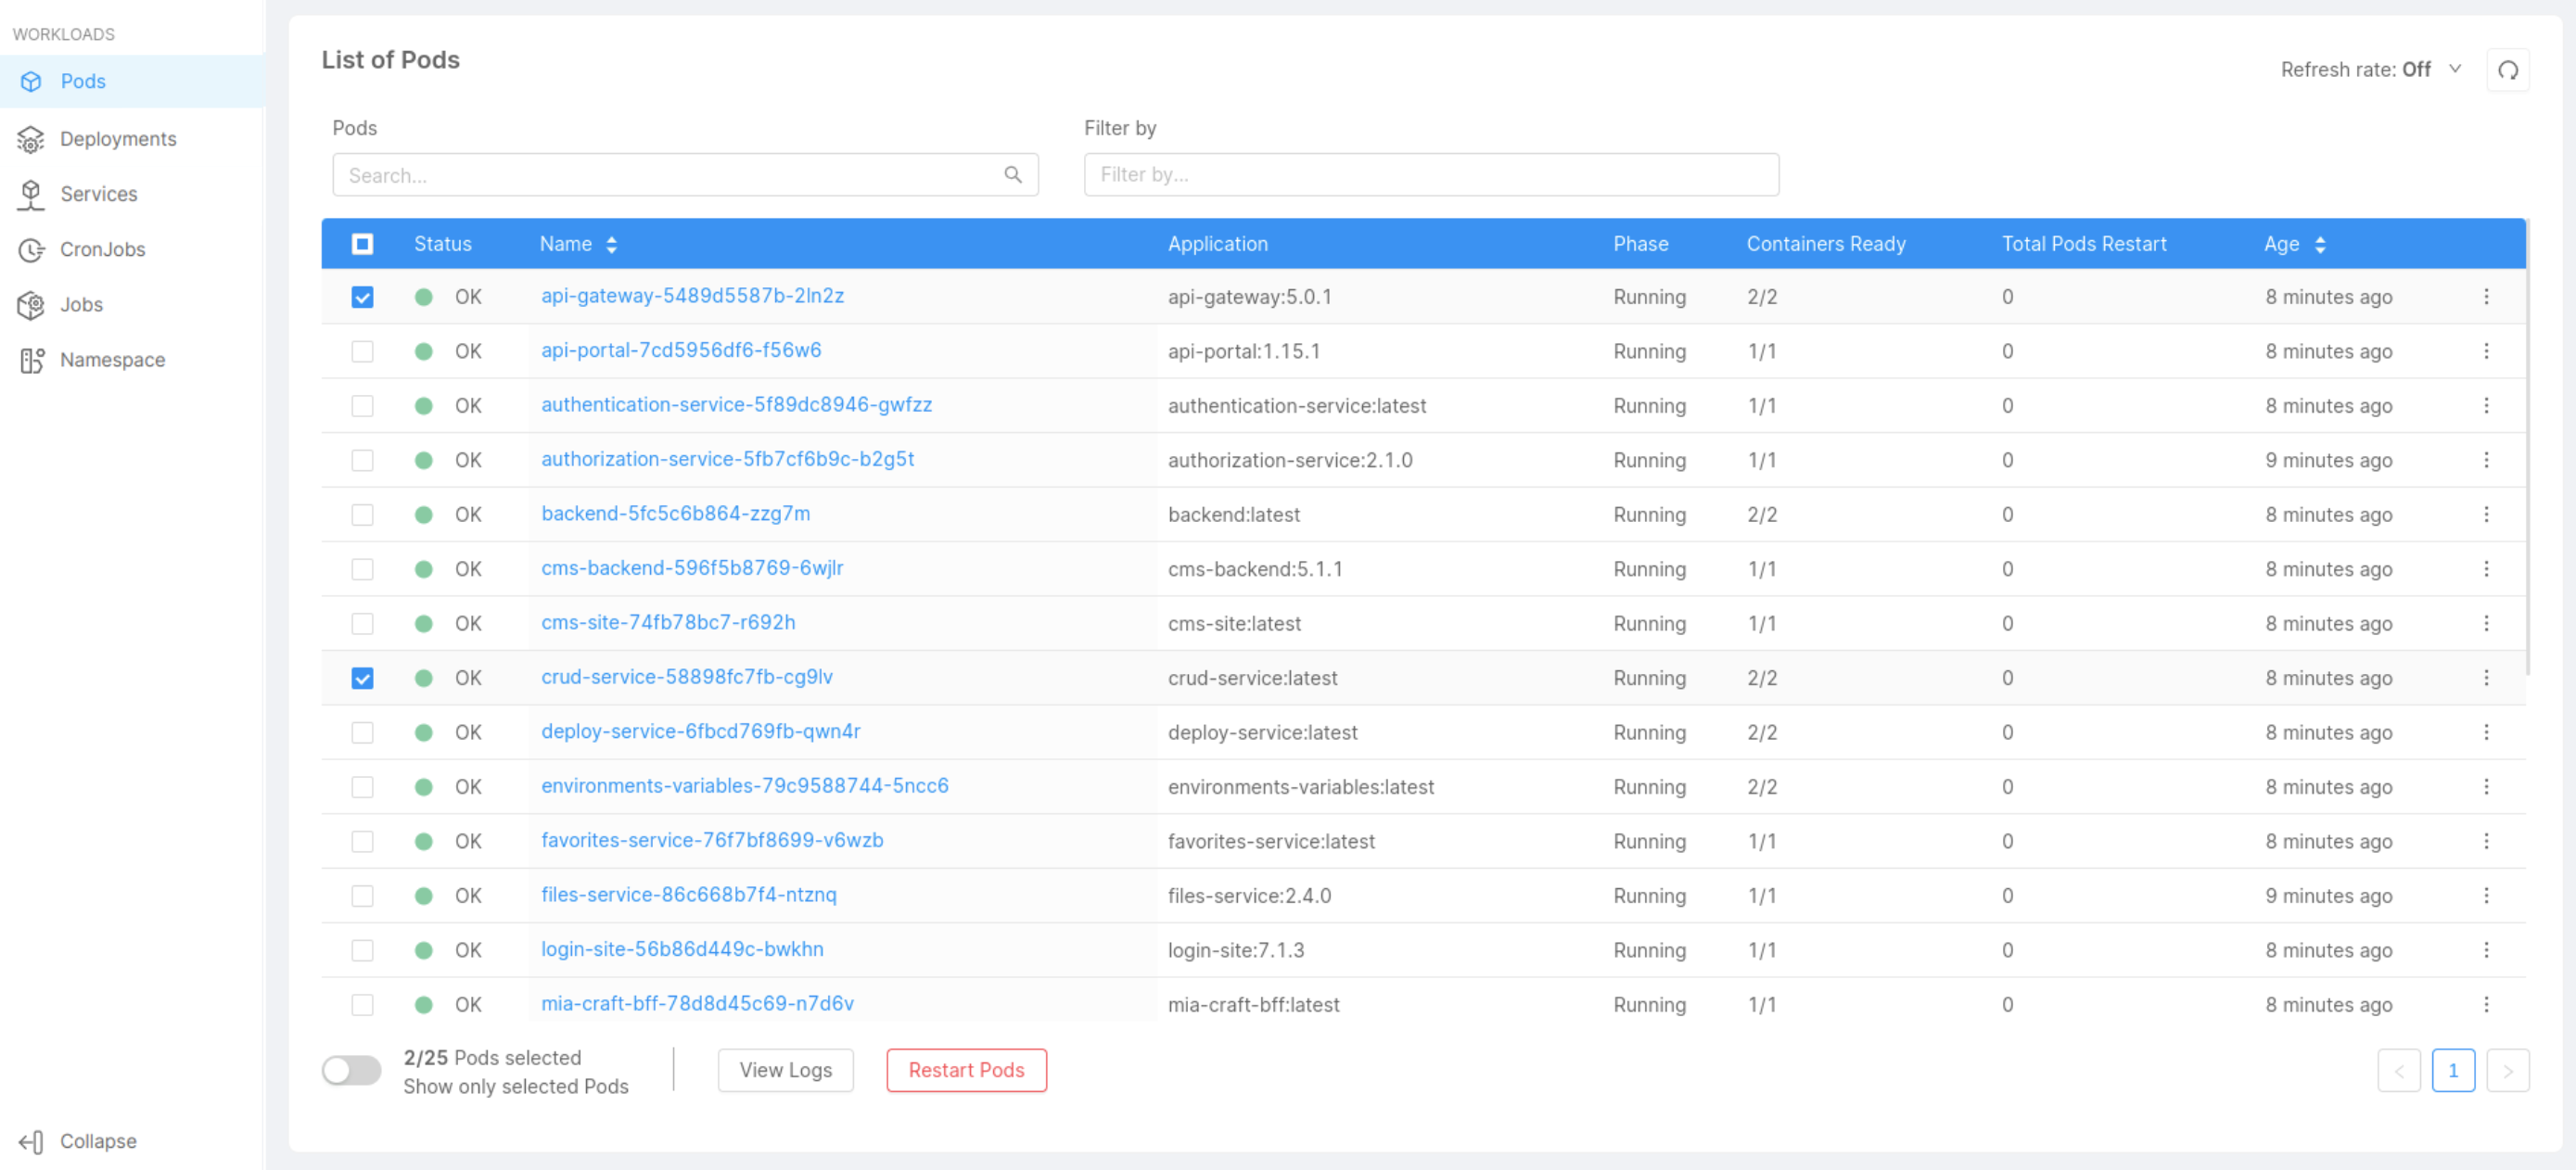 WORKLOADS
Pods
Deployments
Services
CronJobs
Jobs
Namespace
Collapse
List of Pods
Refresh rate: Off
Pods
Filter by
Search...
Filter by...
Status Name Application Phase Containers Ready Total Pods Restart Age
OK api-gateway-5489d5587b-2ln2z api-gateway:5.0.1 Running 2/2 0 8 minutes ago
OK api-portal-7cd5956df6-f56w6 api-portal:1.15.1 Running 1/1 0 8 minutes ago
OK authentication-service-5f89dc8946-gwfzz authentication-service:latest Running 1/1 0 8 minutes ago
OK authorization-service-5fb7cf6b9c-b2g5t authorization-service:2.1.0 Running 1/1 0 9 minutes ago
OK backend-5fc5c6b864-zzg7m backend:latest Running 2/2 0 8 minutes ago
OK cms-backend-596f5b8769-6wjlr cms-backend:5.1.1 Running 1/1 0 8 minutes ago
OK cms-site-74fb78bc7-r692h cms-site:latest Running 1/1 0 8 minutes ago
OK crud-service-58898fc7fb-cg9lv crud-service:latest Running 2/2 0 8 minutes ago
OK deploy-service-6fbcd769fb-qwn4r deploy-service:latest Running 2/2 0 8 minutes ago
OK environments-variables-79c9588744-5ncc6 environments-variables:latest Running 2/2 0 8 minutes ago
OK favorites-service-76f7bf8699-v6wzb favorites-service:latest Running 1/1 0 8 minutes ago
OK files-service-86c668b7f4-ntznq files-service:2.4.0 Running 1/1 0 9 minutes ago
OK login-site-56b86d449c-bwkhn login-site:7.1.3 Running 1/1 0 8 minutes ago
OK mia-craft-bff-78d8d45c69-n7d6v mia-craft-bff:latest Running 1/1 0 8 minutes ago
2/25 Pods selected
Show only selected Pods
View Logs
Restart Pods
1